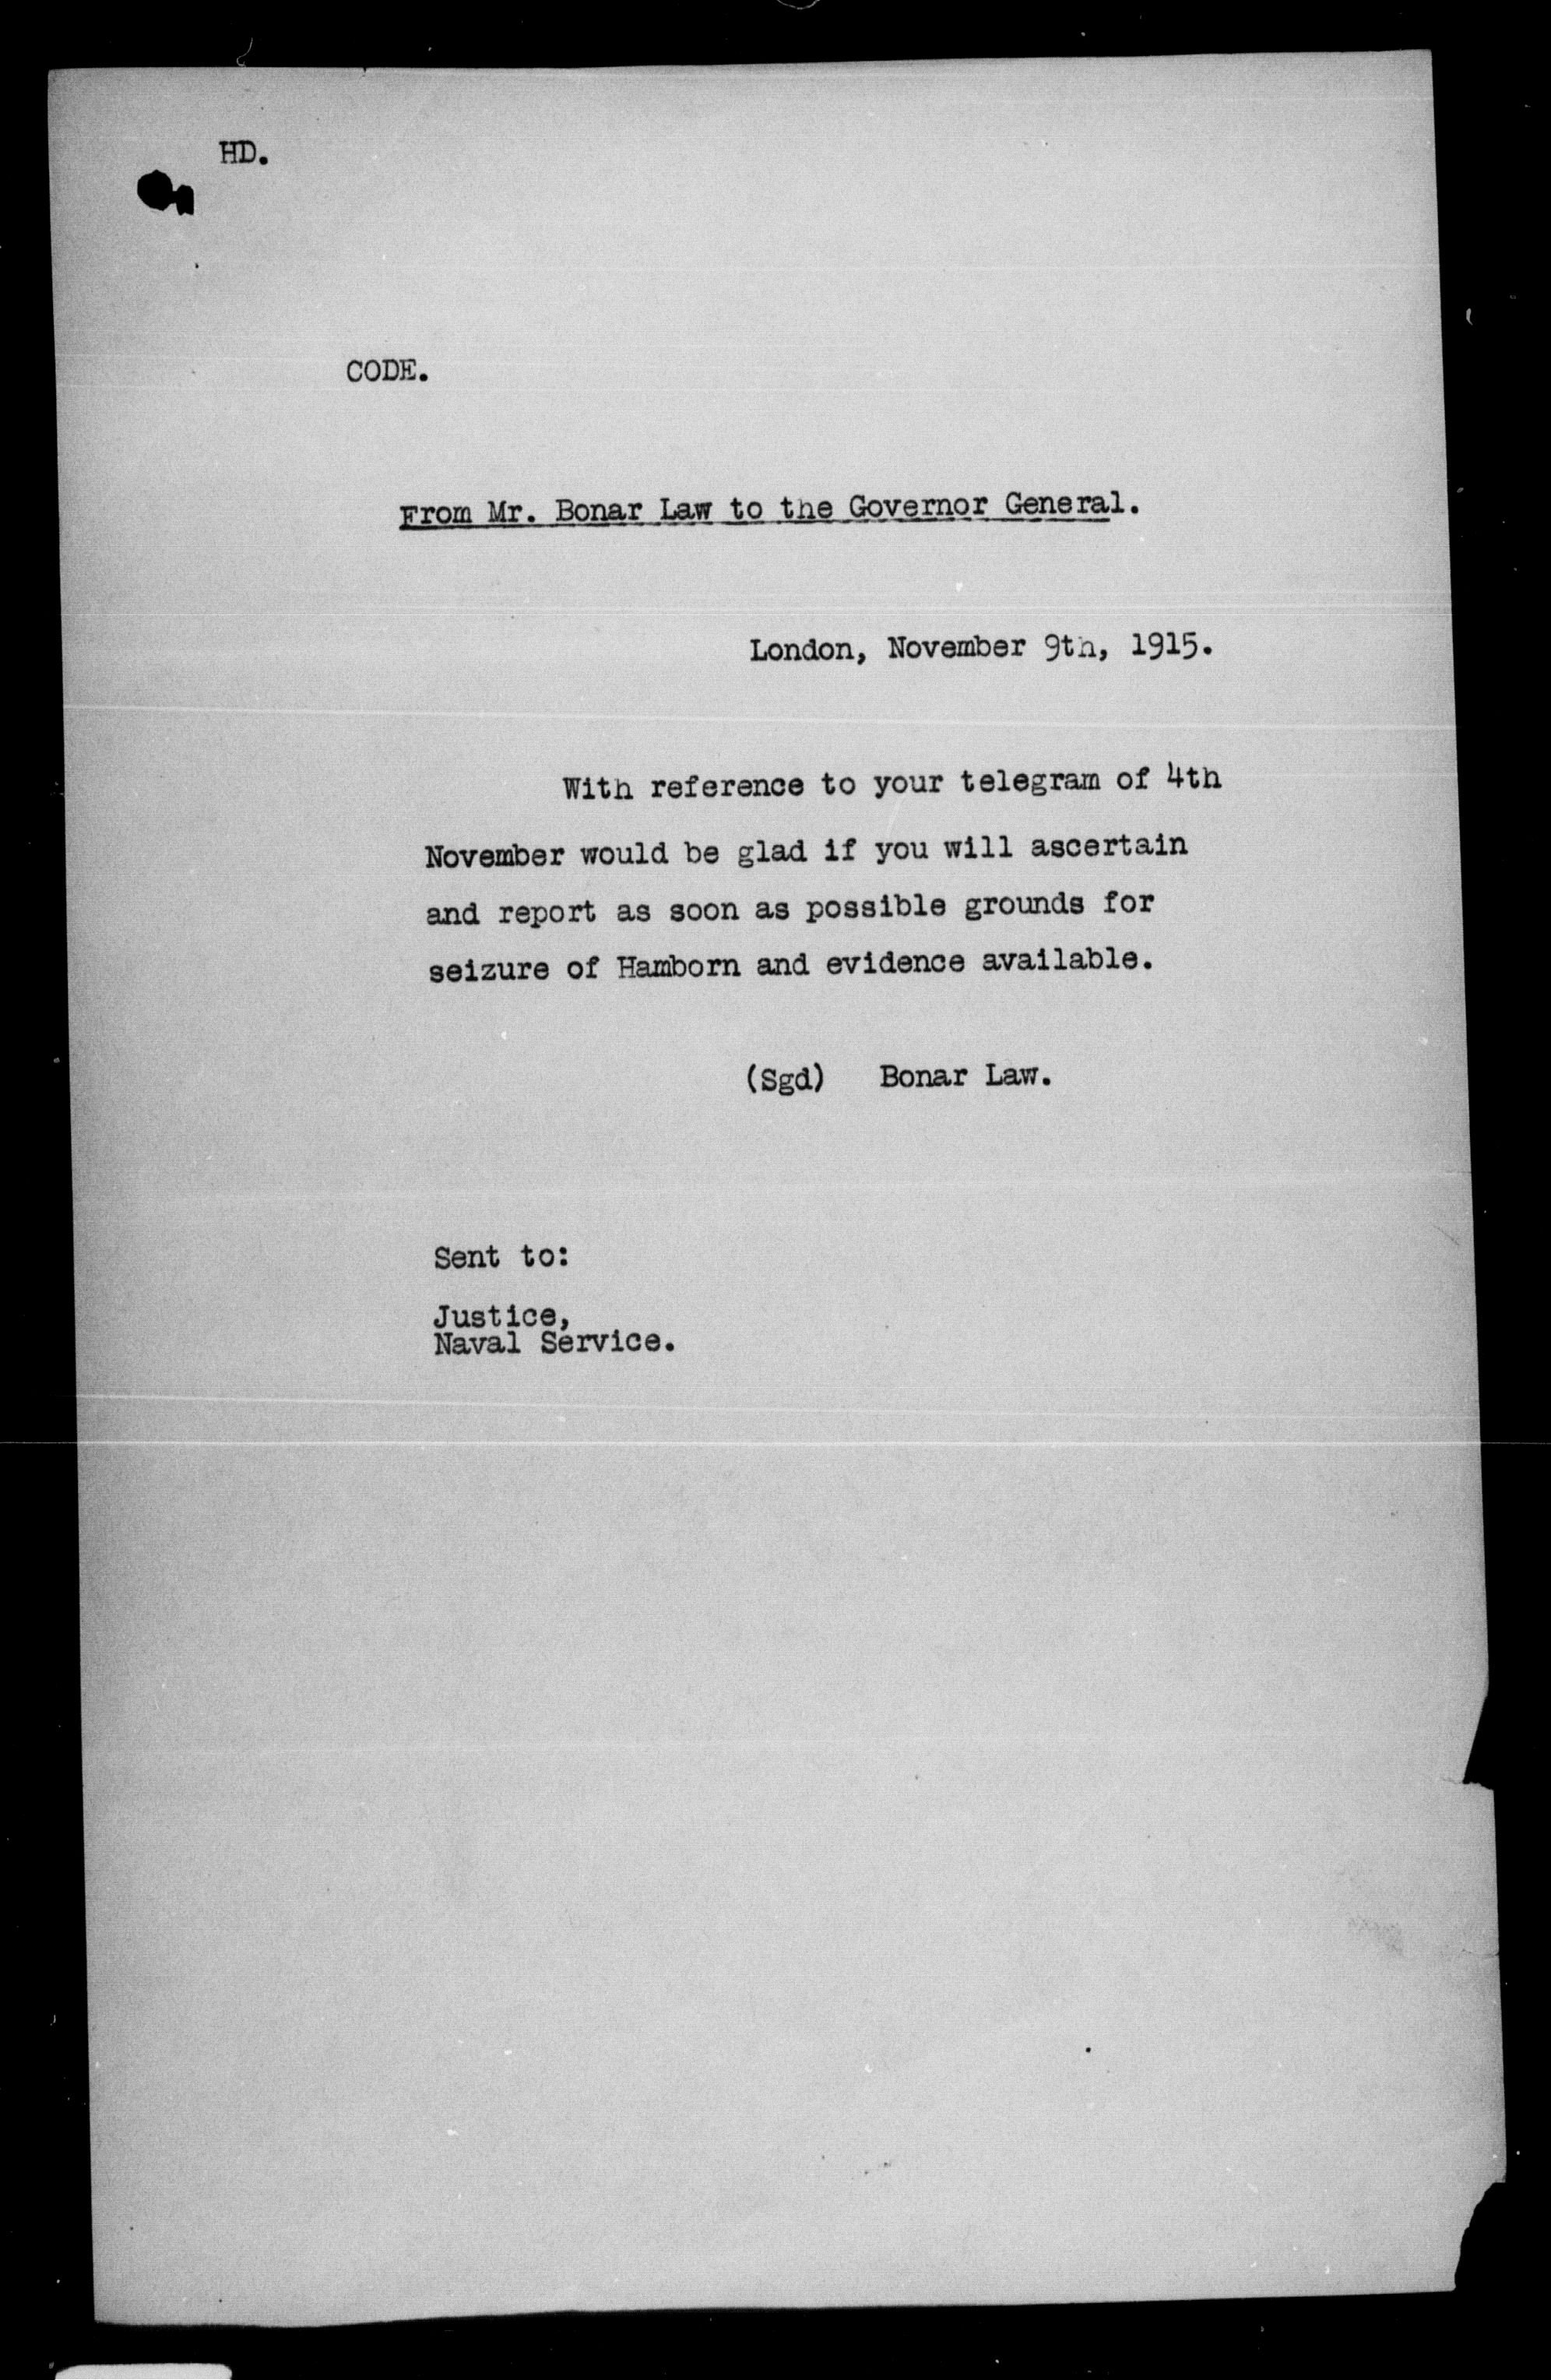 HD.
CODE.
From Mr. Bonar Law to the Governor General.
London, November 9th, 1915.
With reference to your telegram of 4th
November would be glad if you will ascertain
and report as soon as possible grounds for
seizure of Hamborn and evidence available.
(Sgd) Bonar Law.
Sent to:
Justice,
Naval Service.